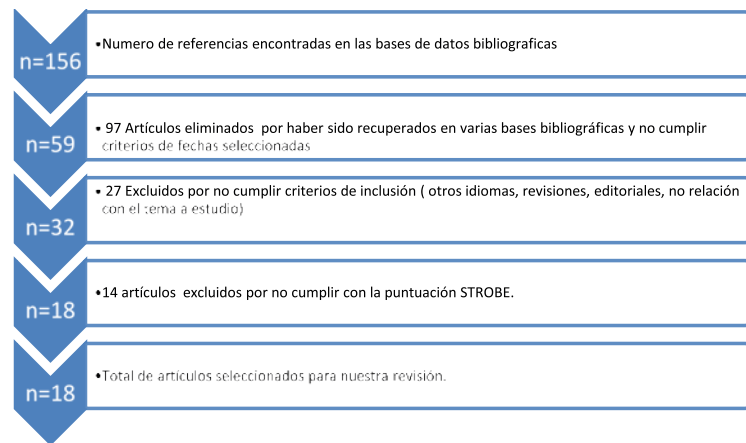 n=156
•Numero de referencias encontradas en las bases de datos bibliograficas
n=59
• 97 Artículos eliminados por haber sido recuperados en varias bases bibliográficas y no cumplir
criterios de fechas seleccionadas
n=32
• 27 Excluidos por no cumplir criterios de inclusión ( otros idiomas, revisiones, editoriales, no relación
con el tema a estudio)
n=18
•14 artículos excluidos por no cumplir con la puntuación STROBE.
n=18
•Total de artículos seleccionados para nuestra revisión.